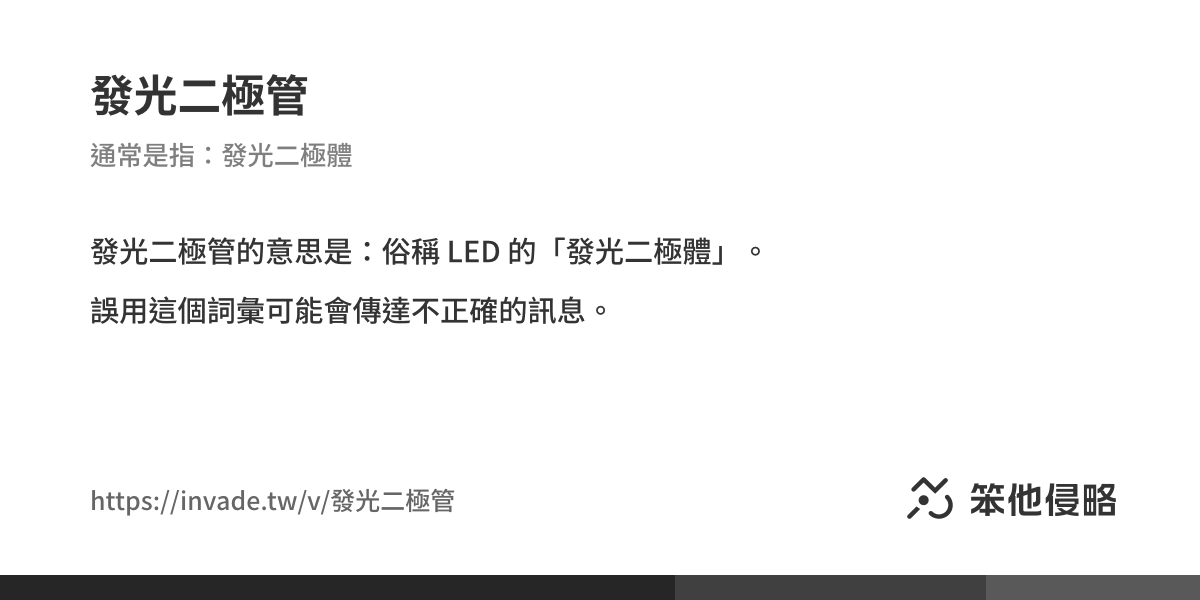 發光二極管
通常是指：發光二極體
發光二極管的意思是：俗稱 LED 的「發光二極體」。
誤用這個詞彙可能會傳達不正確的訊息。
https://invade.tw/v/發光二極管
笨他侵略